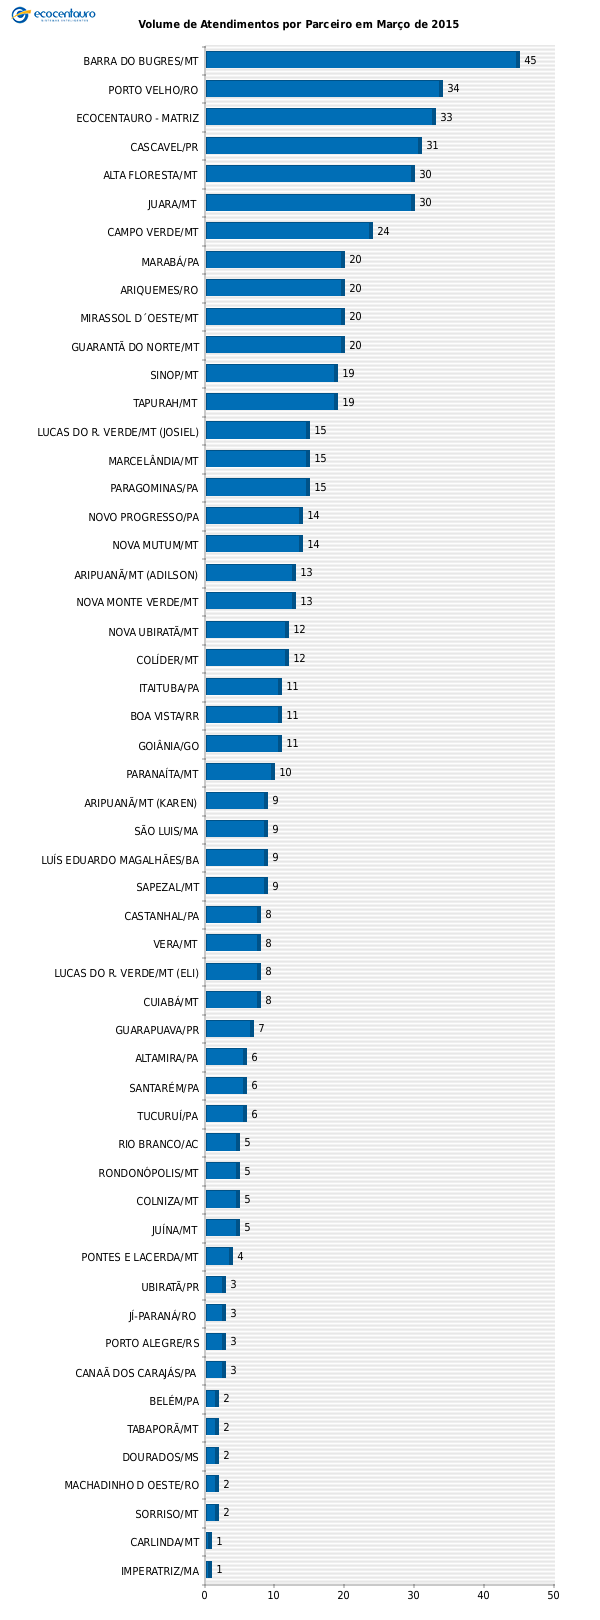 ecocentauro
Volume de Atendimentos por Parceiro em Março de 2015
BARRA DO BUGRES/MT 45
PORTO VELHO/RO 34
ECOCENTAURO - MATRIZ 33
CASCAVEL/PR 31
ALTA FLORESTA/MT 30
JUARA/MT 30
CAMPO VERDE/MT 24
MARABÁ/PA 20
ARIQUEMES/RO 20
MIRASSOL D´OESTE/MT 20
GUARANTÃ DO NORTE/MT 20
SINOP/MT 19
TAPURAH/MT 19
LUCAS DO R. VERDE/MT (JOSIEL) 15
MARCELÂNDIA/MT 15
PARAGOMINAS/PA 15
NOVO PROGRESSO/PA 14
NOVA MUTUM/MT 14
ARIPUANÃ/MT (ADILSON) 13
NOVA MONTE VERDE/MT 13
NOVA UBIRATÃ/MT 12
COLÍDER/MT 12
ITAITUBA/PA 11
BOA VISTA/RR 11
GOIÂNIA/GO 11
PARANAÍTA/MT 10
ARIPUANÃ/MT (KAREN) 9
SÃO LUIS/MA 9
LUÍS EDUARDO MAGALHÃES/BA 9
SAPEZAL/MT 9
CASTANHAL/PA 8
VERA/MT 8
LUCAS DO R. VERDE/MT (ELI) 8
CUIABÁ/MT 8
GUARAPUAVA/PR 7
ALTAMIRA/PA 6
SANTARÉM/PA 6
TUCURUÍ/PA 6
RIO BRANCO/AC 5
RONDONÓPOLIS/MT 5
COLNIZA/MT 5
JUÍNA/MT 5
PONTES E LACERDA/MT 4
UBIRATÃ/PR 3
JÍ-PARANÁ/RO 3
PORTO ALEGRE/RS 3
CANAÃ DOS CARAJÁS/PA 3
BELÉM/PA 2
TABAPORÃ/MT 2
DOURADOS/MS 2
MACHADINHO D OESTE/RO 2
SORRISO/MT 2
CARLINDA/MT 1
IMPERATRIZ/MA 1
0 10 20 30 40 50